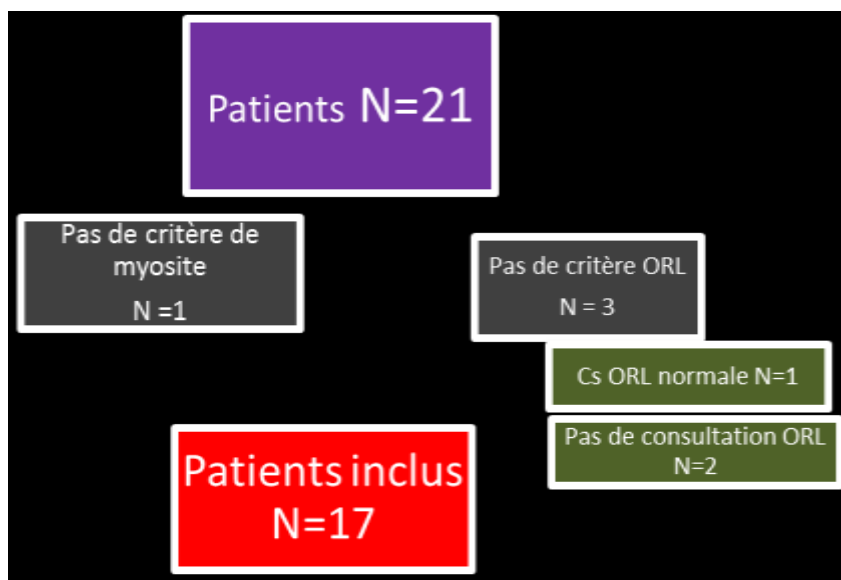 Patients N=21
Pas de critère de
myosite
N =1
Pas de critère ORL
N = 3
Cs ORL normale N=1
Pas de consultation ORL
N=2
Patients inclus
N=17